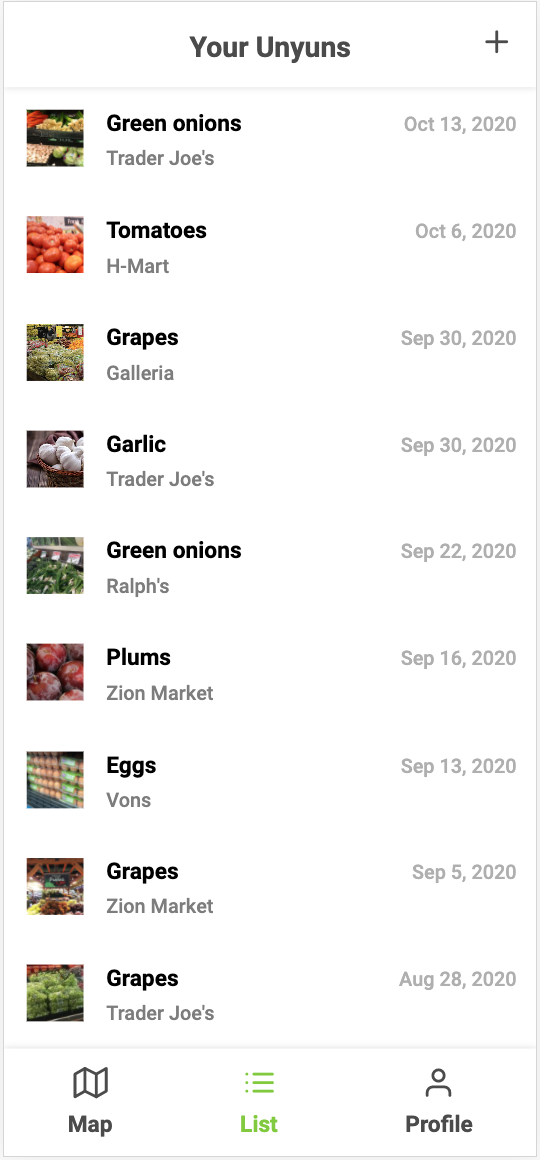 Your Unyuns
Green onions Oct 13, 2020
Trader Joe's
Tomatoes Oct 6, 2020
H-Mart
Grapes Sep 30, 2020
Galleria
Garlic Sep 30, 2020
Trader Joe's
Green onions Sep 22, 2020
Ralph's
Plums Sep 16, 2020
Zion Market
Eggs Sep 13, 2020
Vons
Grapes Sep 5, 2020
Zion Market
Grapes Aug 28, 2020
Trader Joe's
Map List Profile